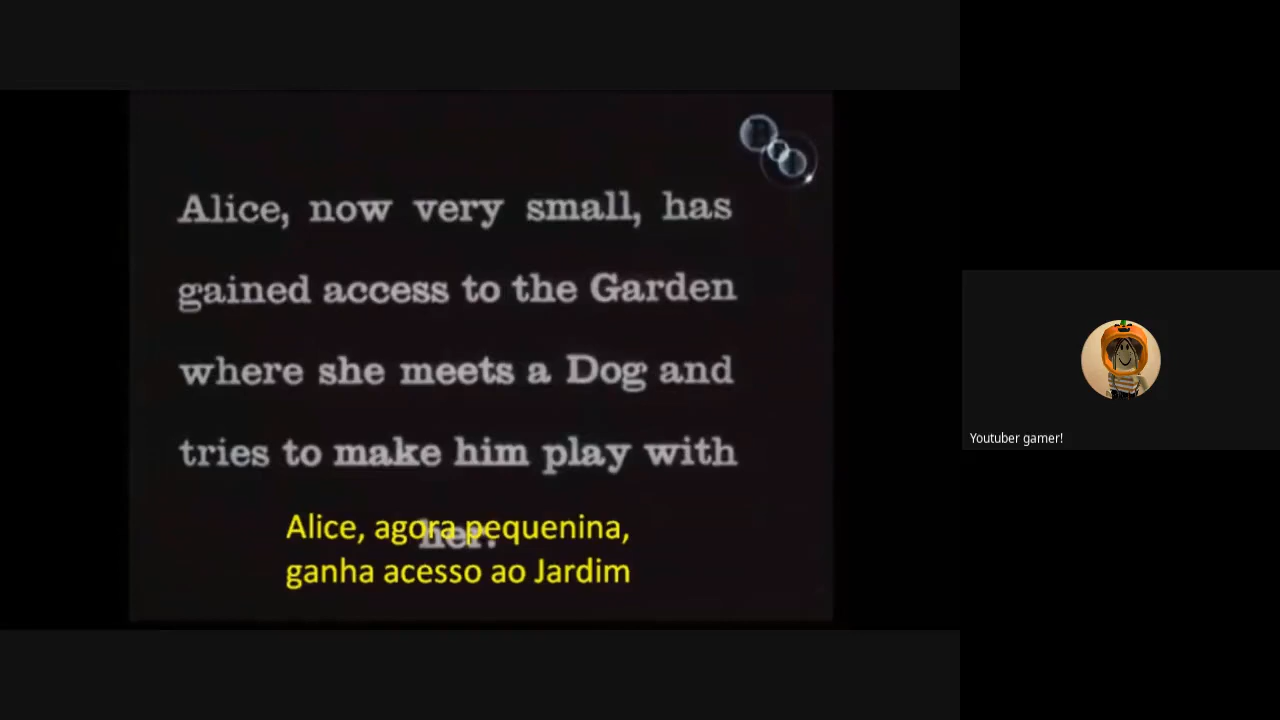 Alice, now very small, has
gained access to the Garden
where she meets a Dog and
tries to make him play with
her.
Alice, agora pequenina,
ganha acesso ao Jardim
Youtuber gamer!